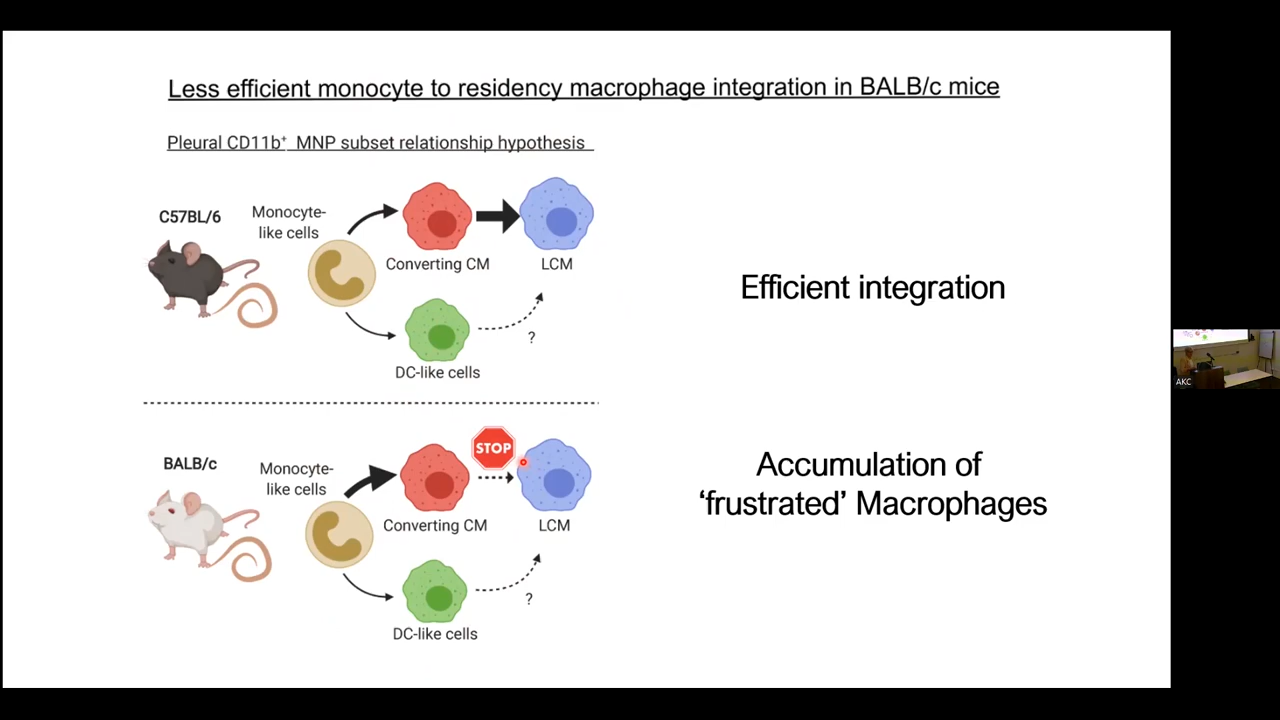 Less efficient monocyte to residency macrophage integration in BALB/c mice
Pleural CD11b⁺ MNP subset relationship hypothesis
C57BL/6
Monocyte-
like cells
Converting CM
LCM
?
DC-like cells
Efficient integration
BALB/c
Monocyte-
like cells
STOP
Converting CM
LCM
?
DC-like cells
Accumulation of
‘frustrated’ Macrophages
AKC